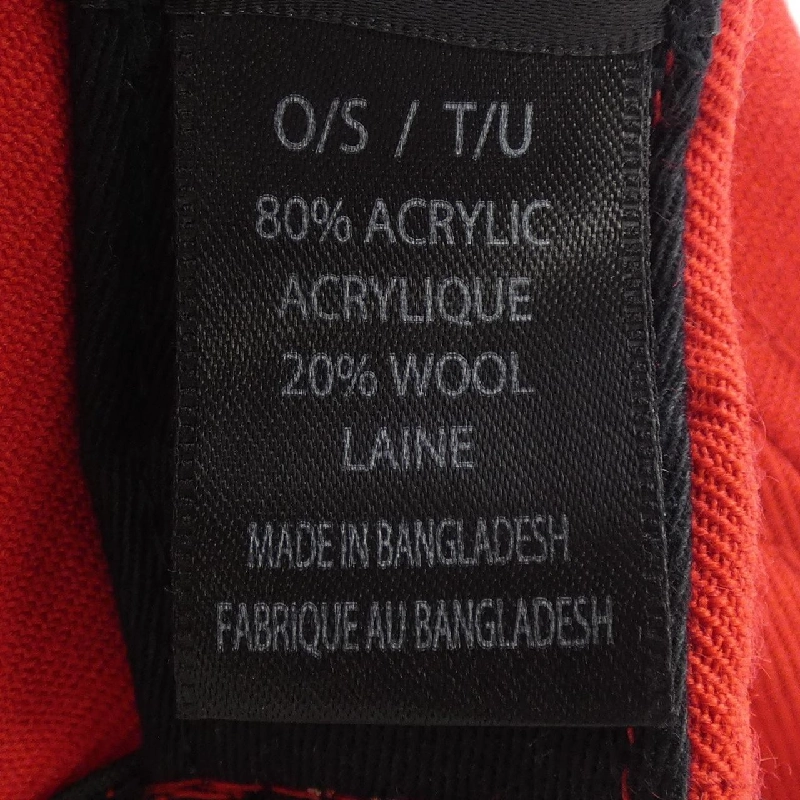 O/S / T/U
80% ACRYLIC
ACRYLIQUE
20% WOOL
LAINE
MADE IN BANGLADESH
FABRIQUE AU BANGLADESH